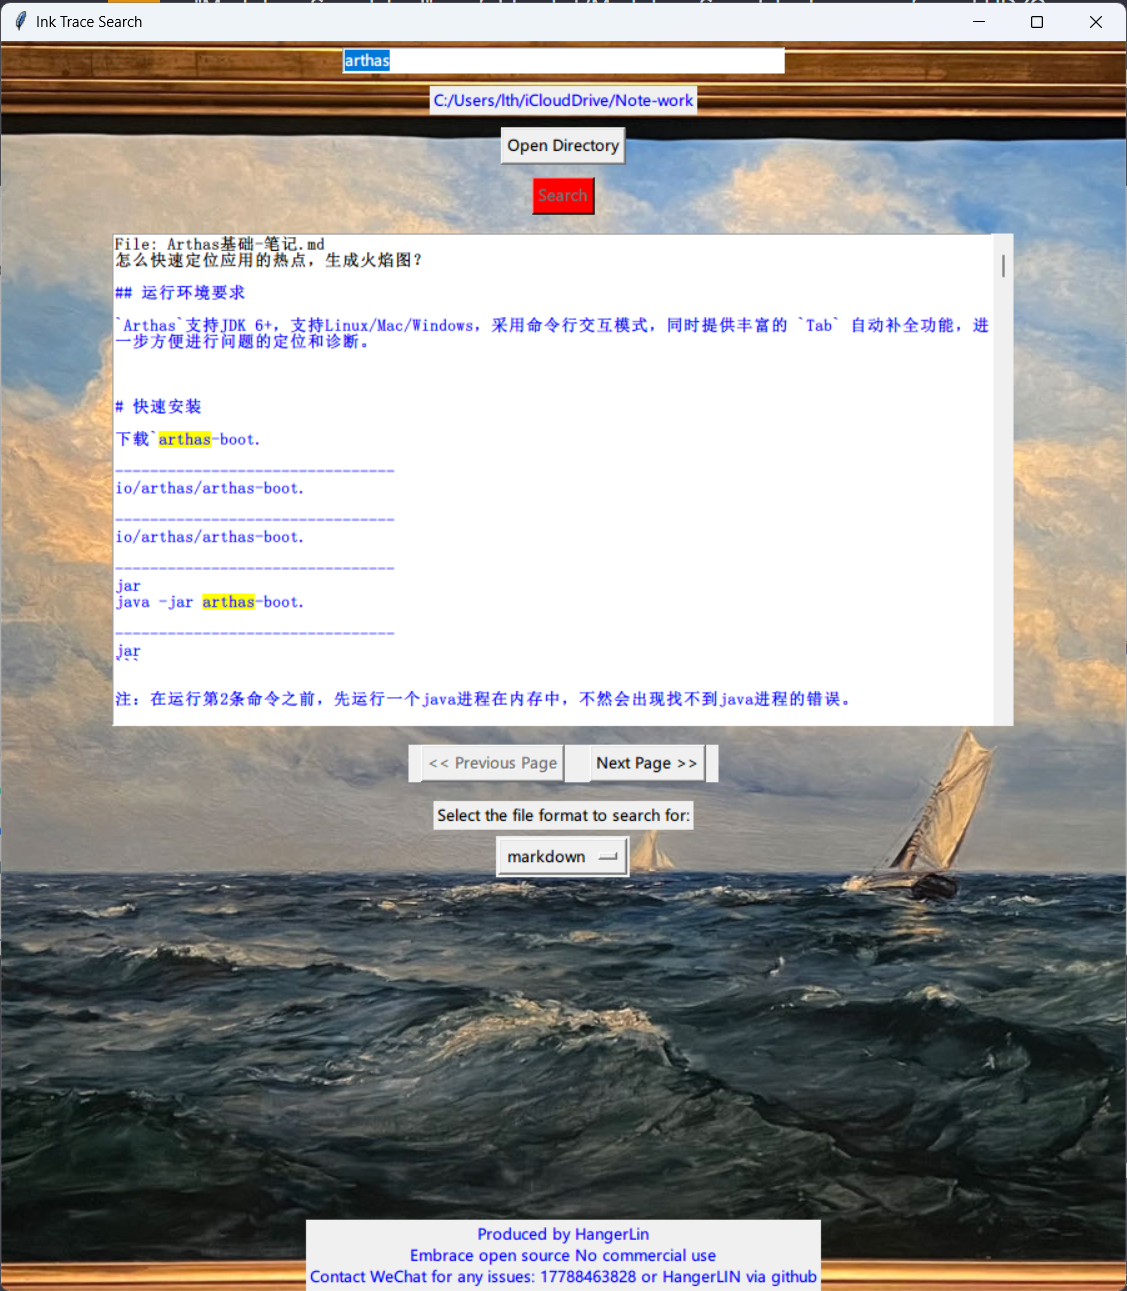 Ink Trace Search
arthas
C:/Users/lth/iCloudDrive/Note-work
Open Directory
Search
File: Arthas基础-笔记.md
怎么快速定位应用的热点，生成火焰图？
## 运行环境要求
`Arthas`支持JDK 6+，支持Linux/Mac/Windows，采用命令行交互模式，同时提供丰富的 `Tab` 自动补全功能，进
一步方便进行问题的定位和诊断。
# 快速安装
下载`arthas-boot.
--------------------------------
io/arthas/arthas-boot.
--------------------------------
io/arthas/arthas-boot.
--------------------------------
jar
java -jar arthas-boot.
--------------------------------
jar
```
注：在运行第2条命令之前，先运行一个java进程在内存中，不然会出现找不到java进程的错误。
<< Previous Page Next Page >>
Select the file format to search for:
markdown
Produced by HangerLin
Embrace open source No commercial use
Contact WeChat for any issues: 17788463828 or HangerLIN via github